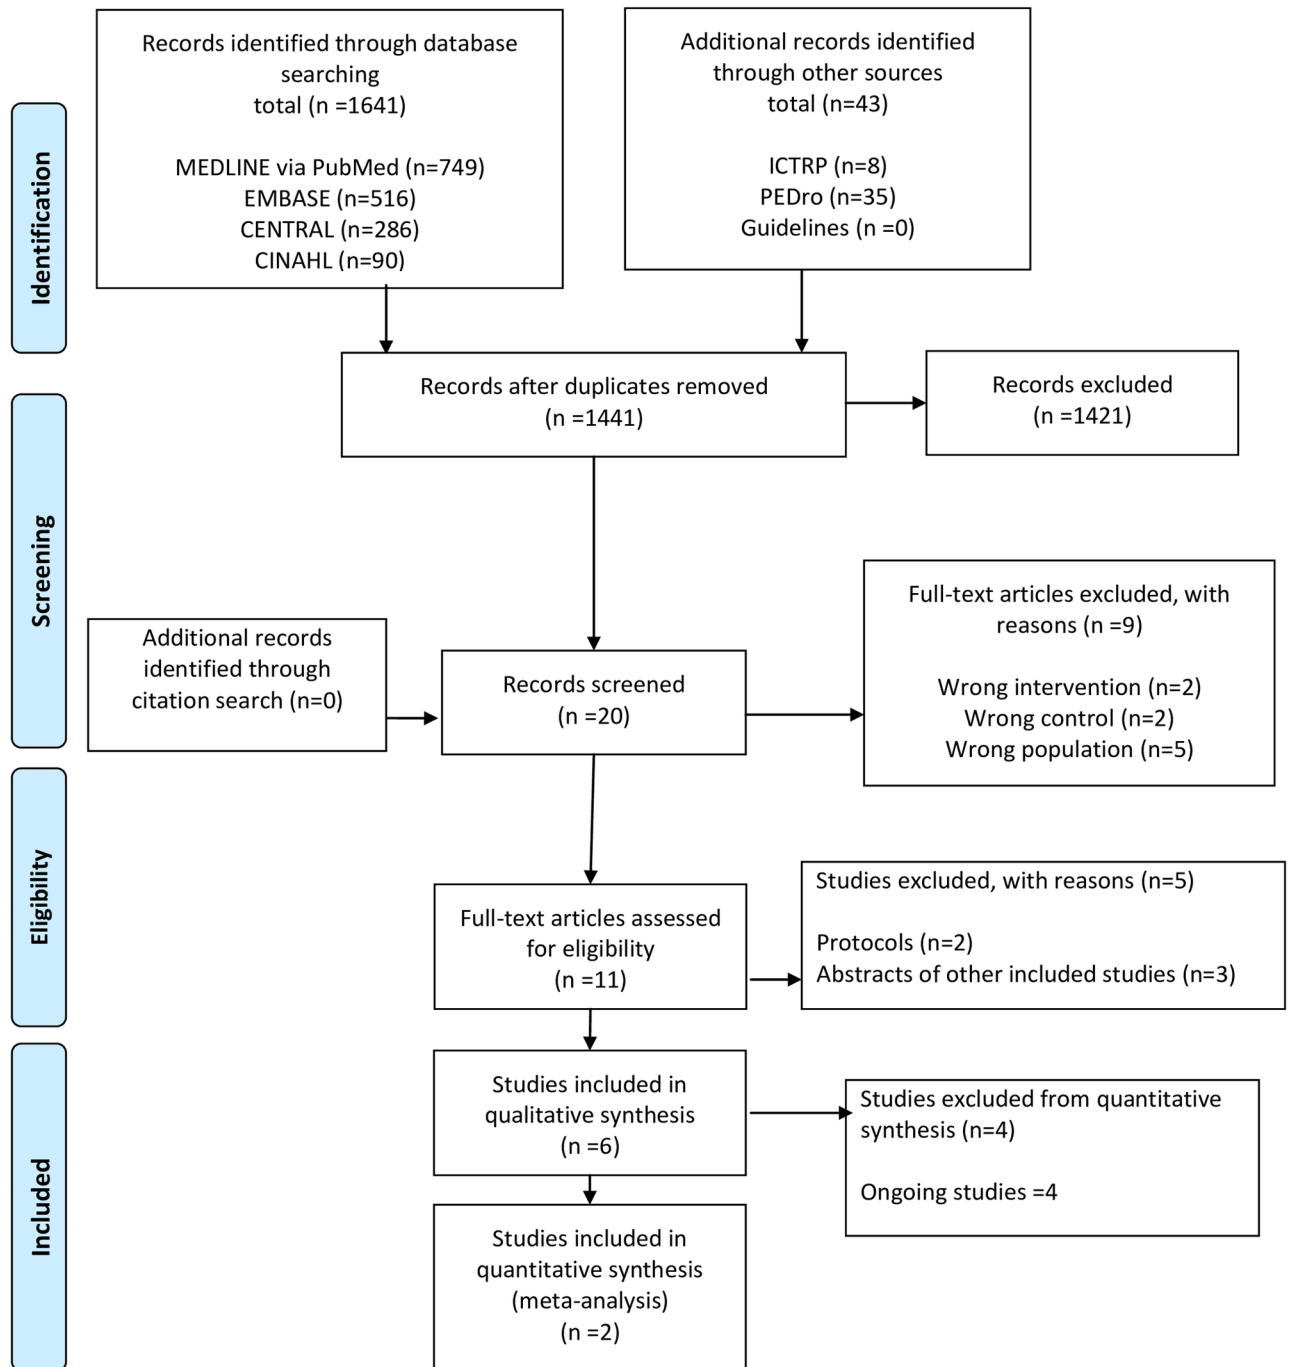 Records identified through database
searching
total (n =1641)
MEDLINE via PubMed (n=749)
EMBASE (n=516)
CENTRAL (n=286)
CINAHL (n=90)
Additional records identified
through other sources
total (n=43)
ICTRP (n=8)
PEDro (n=35)
Guidelines (n =0)
Identification
Records after duplicates removed
(n =1441)
Records excluded
(n =1421)
Screening
Additional records
identified through
citation search (n=0)
Records screened
(n =20)
Full-text articles excluded, with
reasons (n =9)
Wrong intervention (n=2)
Wrong control (n=2)
Wrong population (n=5)
Eligibility
Full-text articles assessed
for eligibility
(n =11)
Studies excluded, with reasons (n=5)
Protocols (n=2)
Abstracts of other included studies (n=3)
Included
Studies included in
qualitative synthesis
(n =6)
Studies excluded from quantitative
synthesis (n=4)
Ongoing studies =4
Studies included in
quantitative synthesis
(meta-analysis)
(n =2)